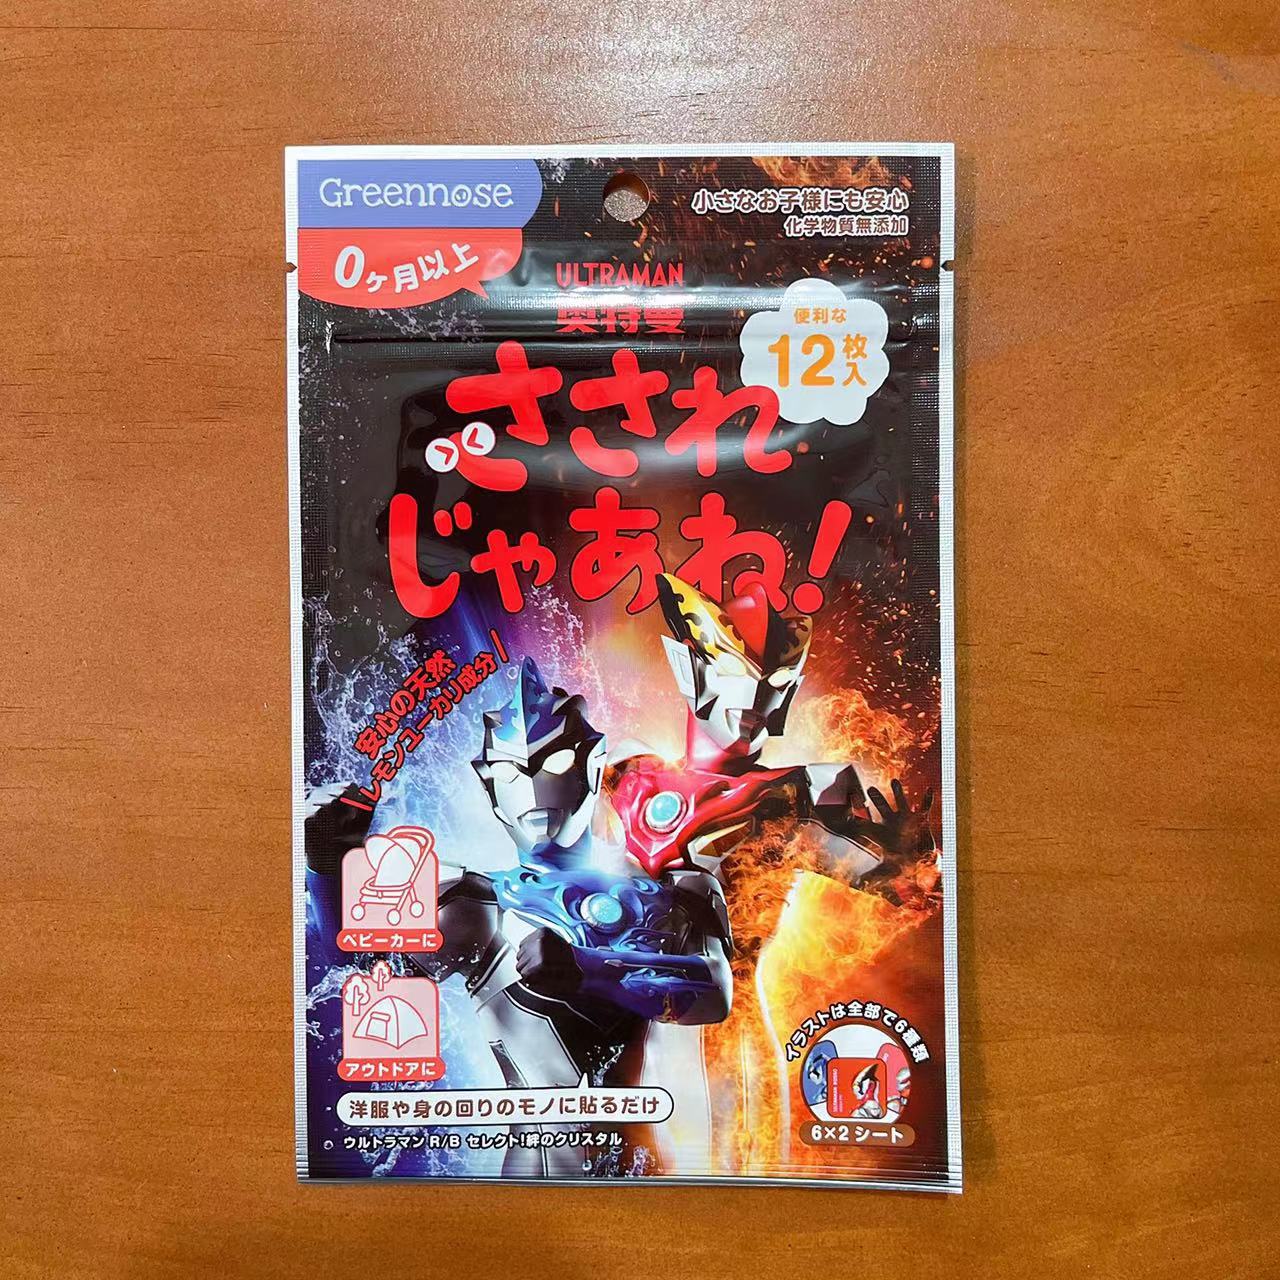 Greennose
0ヶ月以上
小さなお子様にも安心
化学物質無添加
ULTRAMAN
奥特曼
便利な
12枚入
さされ
じゃあね!
安心の天然
レモンユーカリ成分
ベビーカーに
アウトドアに
イラストは全部で6種類
6×2 シート
洋服や身の回りのモノに貼るだけ
ウルトラマン R/B セレクト!絆のクリスタル